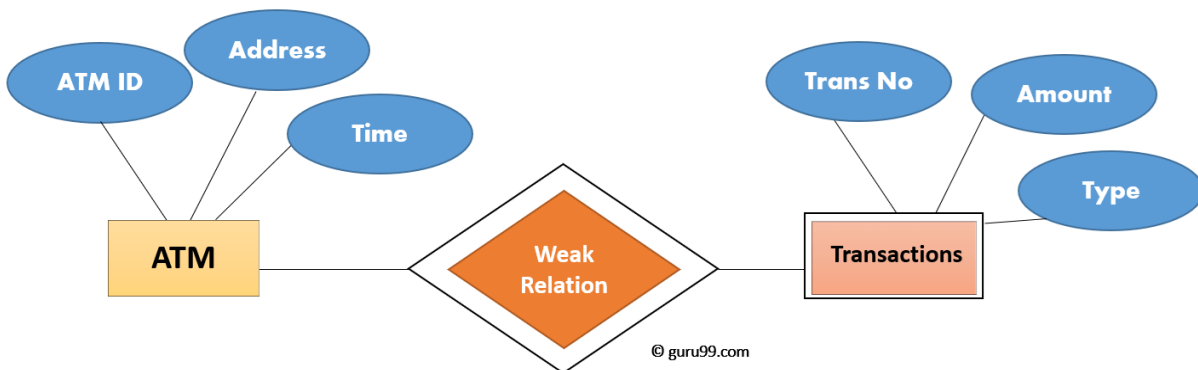 Address
ATM ID
Time
Trans No
Amount
Type
ATM
Weak
Relation
Transactions
© guru99.com